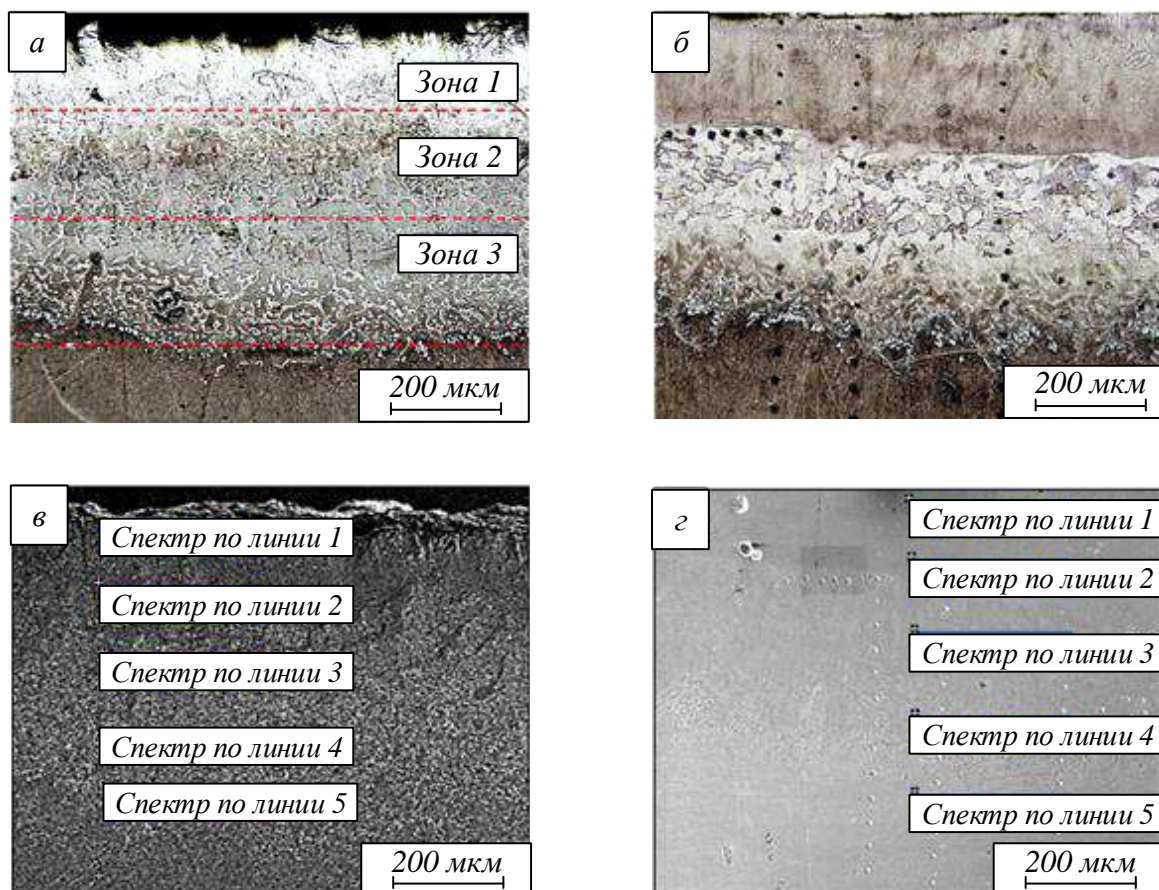 а
Зона 1
Зона 2
Зона 3
200 мкм
б
200 мкм
в
Спектр по линии 1
Спектр по линии 2
Спектр по линии 3
Спектр по линии 4
Спектр по линии 5
200 мкм
г
Спектр по линии 1
Спектр по линии 2
Спектр по линии 3
Спектр по линии 4
Спектр по линии 5
200 мкм